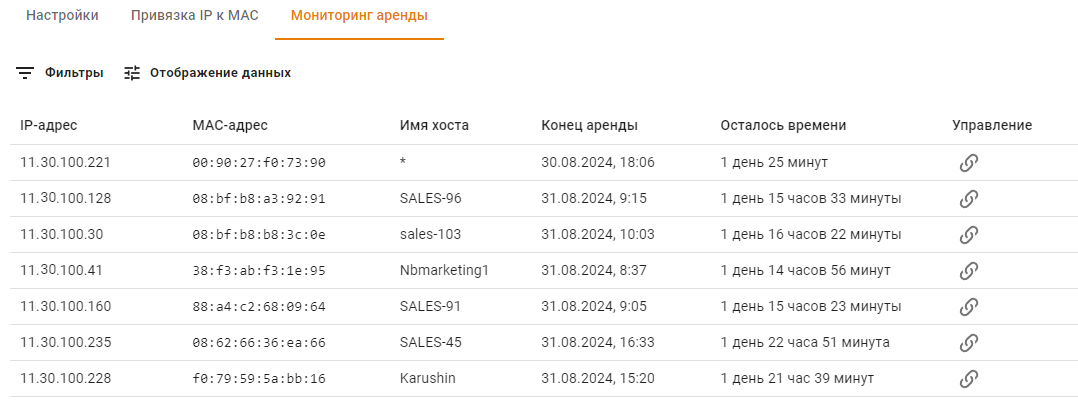 Настройки Привязка IP к MAC Мониторинг аренды
Фильтры Отображение данных
IP-адрес MAC-адрес Имя хоста Конец аренды Осталось времени Управление
11.30.100.221 00:90:27:f0:73:90 * 30.08.2024, 18:06 1 день 25 минут
11.30.100.128 08:bf:b8:a3:92:91 SALES-96 31.08.2024, 9:15 1 день 15 часов 33 минуты
11.30.100.30 08:bf:b8:b8:3c:0e sales-103 31.08.2024, 10:03 1 день 16 часов 22 минуты
11.30.100.41 38:f3:ab:f3:1e:95 Nbmarketing1 31.08.2024, 8:37 1 день 14 часов 56 минут
11.30.100.160 88:a4:c2:68:09:64 SALES-91 31.08.2024, 9:05 1 день 15 часов 23 минуты
11.30.100.235 08:62:66:36:ea:66 SALES-45 31.08.2024, 16:33 1 день 22 часа 51 минута
11.30.100.228 f0:79:59:5a:bb:16 Karushin 31.08.2024, 15:20 1 день 21 час 39 минут